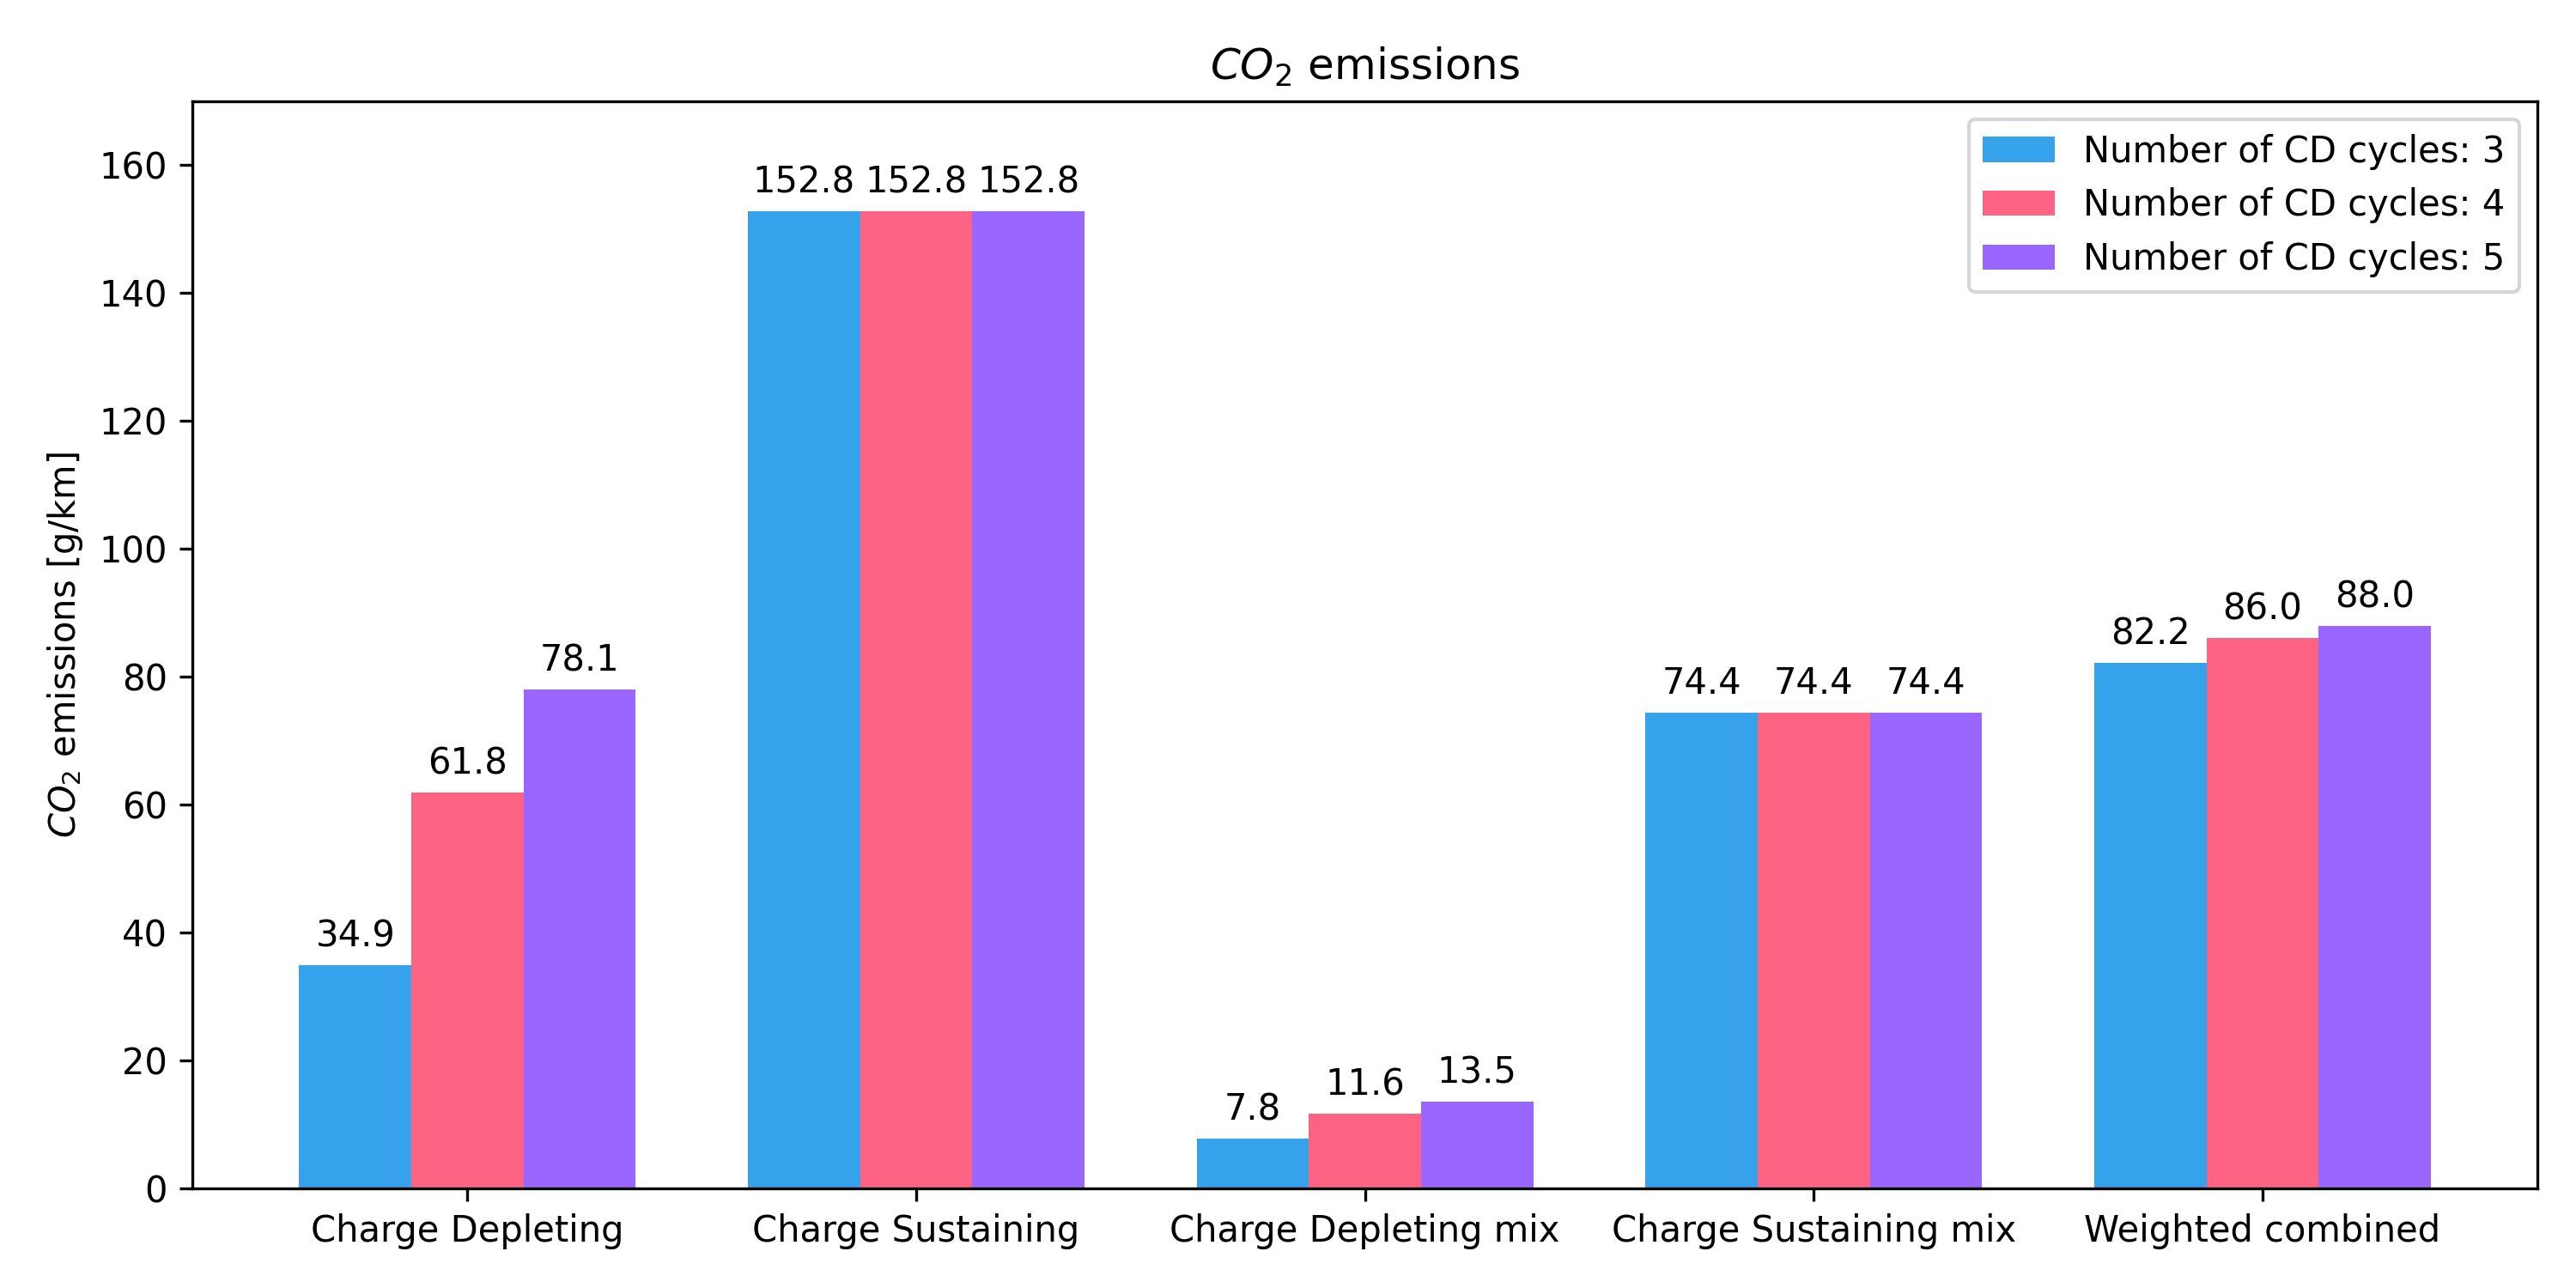 CO₂ emissions
Number of CD cycles: 3
Number of CD cycles: 4
Number of CD cycles: 5
CO₂ emissions [g/km]
160
140
120
100
80
60
40
20
0
34.9
61.8
78.1
152.8 152.8 152.8
7.8
11.6
13.5
74.4 74.4 74.4
82.2
86.0
88.0
Charge Depleting
Charge Sustaining
Charge Depleting mix
Charge Sustaining mix
Weighted combined